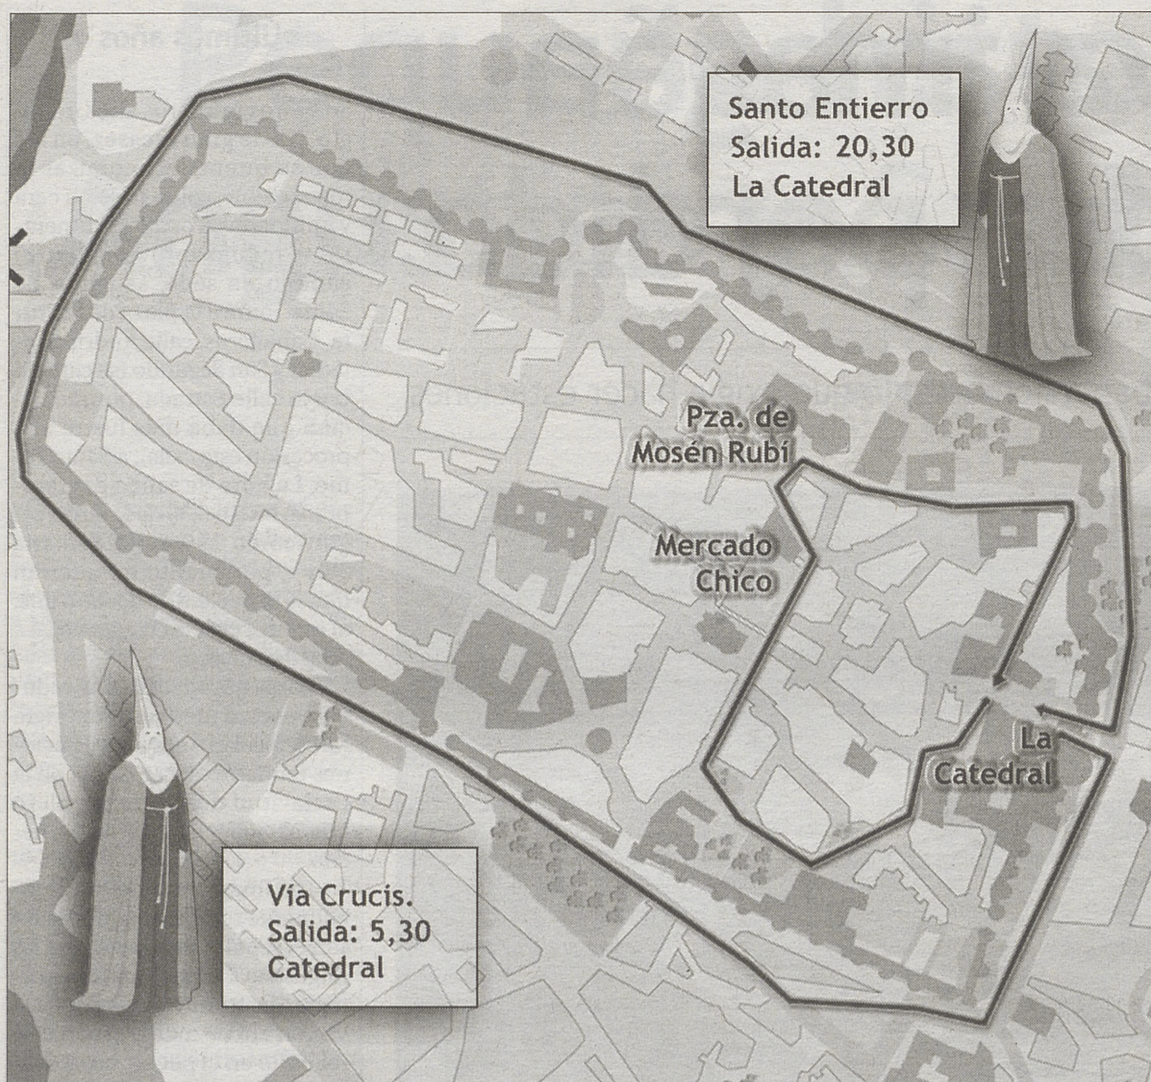 Santo Entierro
Salida: 20,30
La Catedral
Pza. de
Mosén Rubí
Mercado
Chico
La
Catedral
Vía Crucis.
Salida: 5,30
Catedral